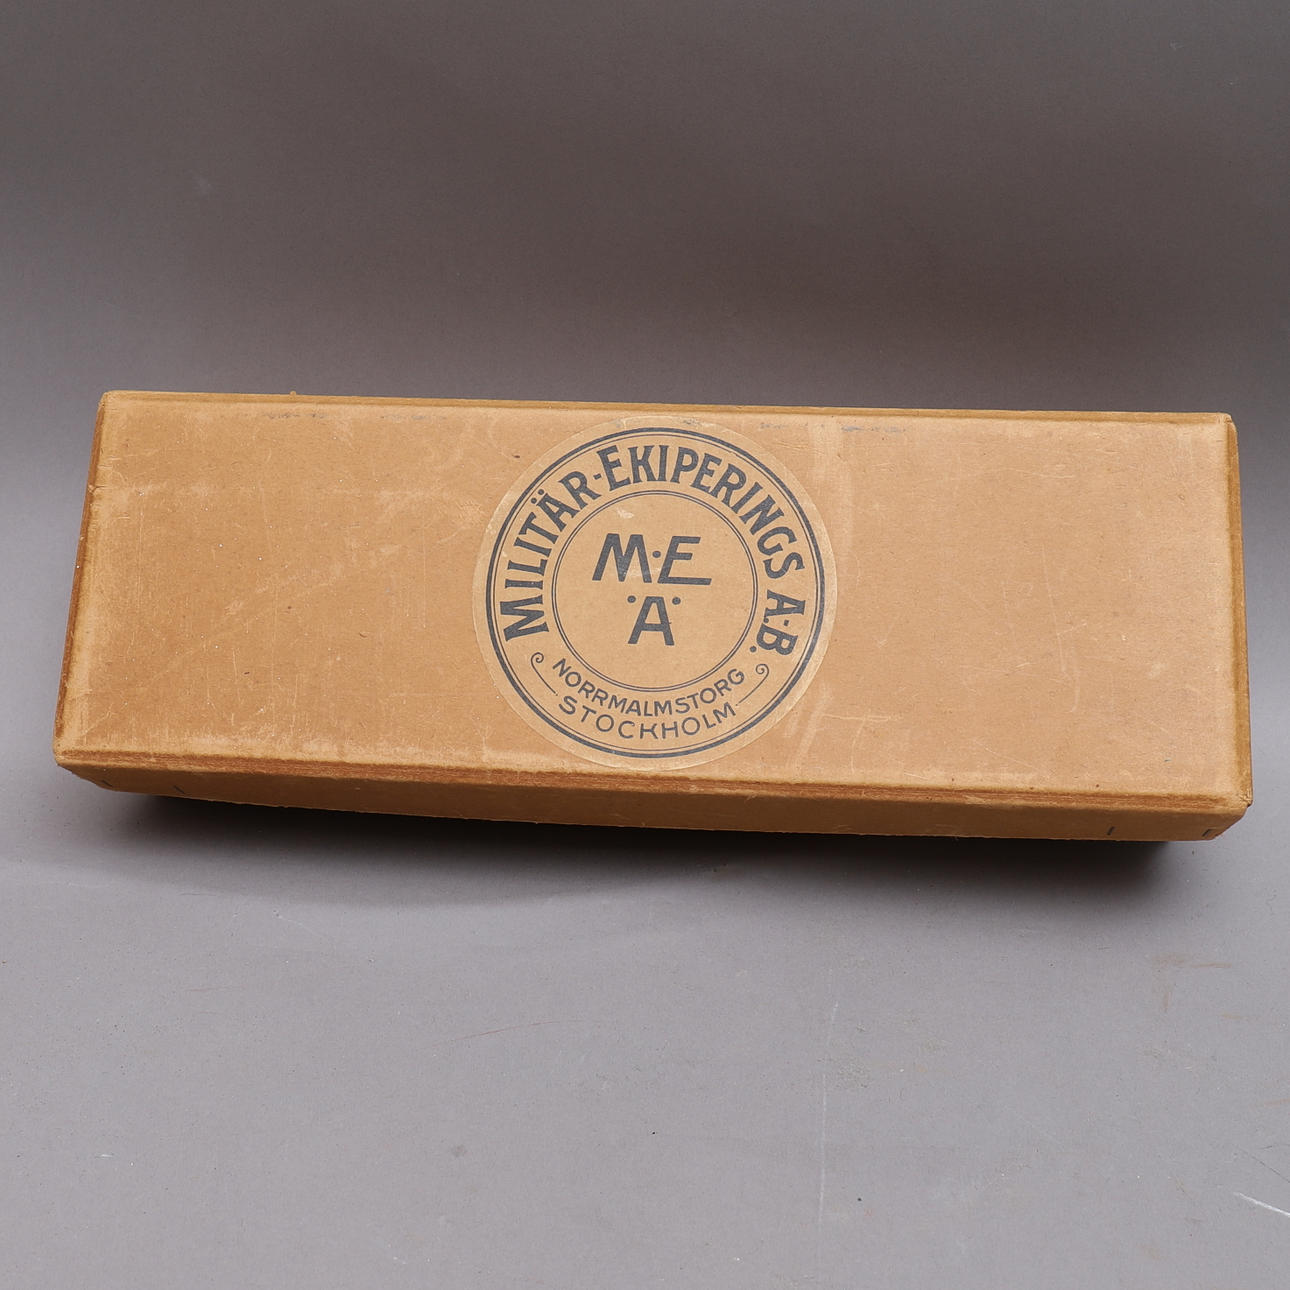 MILITÄR-EKIPERINGS A.-B.
M·E
·A·
NORRMALMSTORG
STOCKHOLM